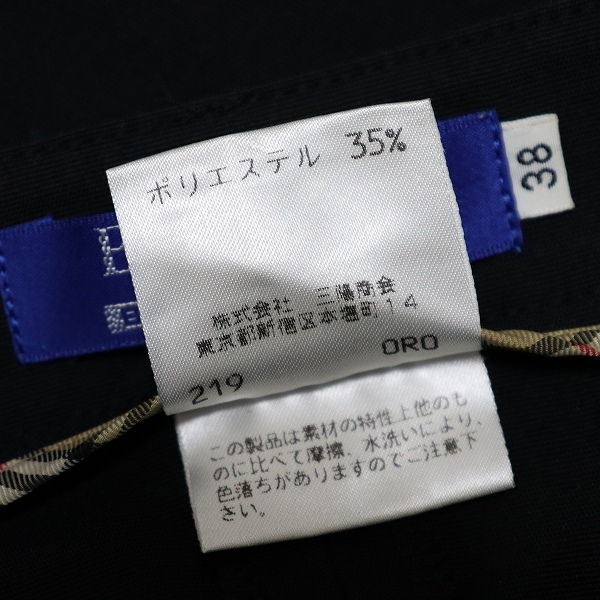 ポリエステル 35%
38
株式会社 三陽商会
東京都新宿区本塩町14
ORO
219
この製品は素材の特性上他のも
のに比べて摩擦、水洗いにより、
色落ちがありますのでご注意下
さい。